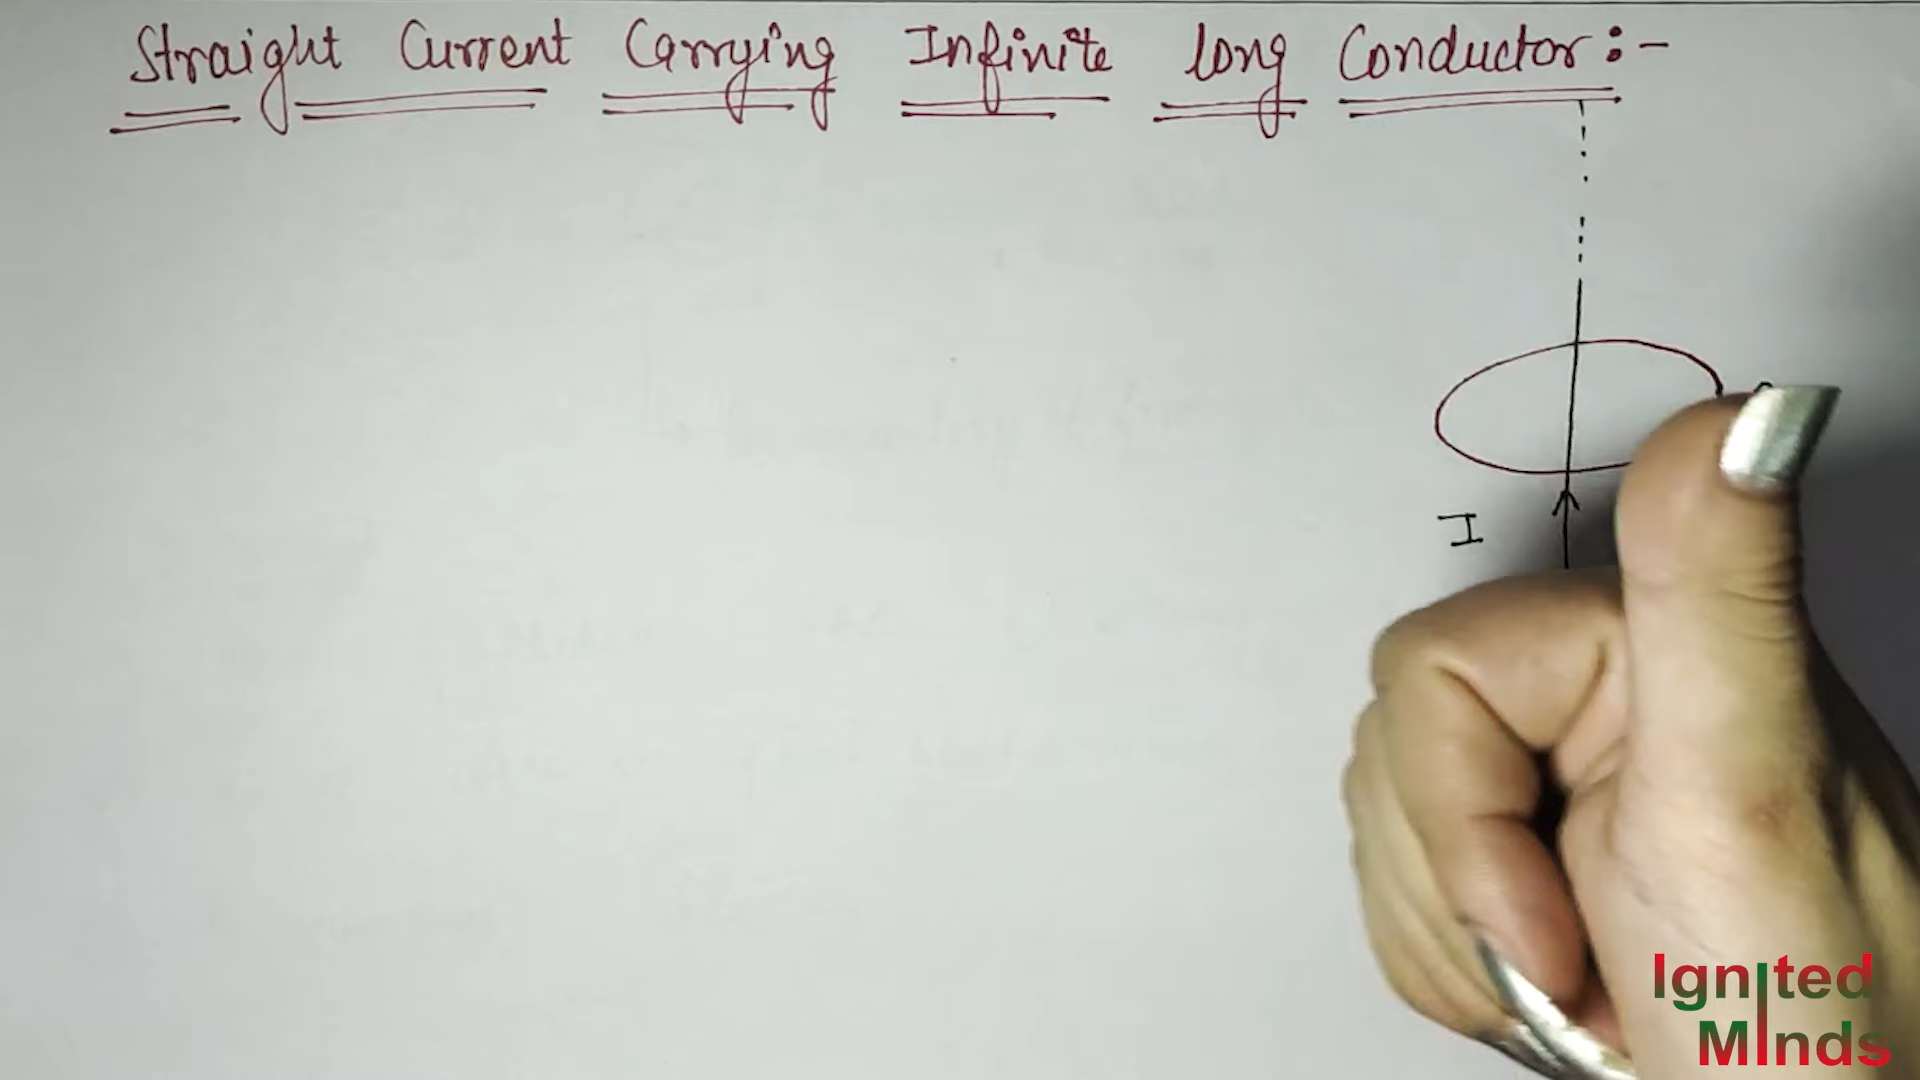 Straight Current Carrying Infinite long Conductor:-
I
Ignited
Minds